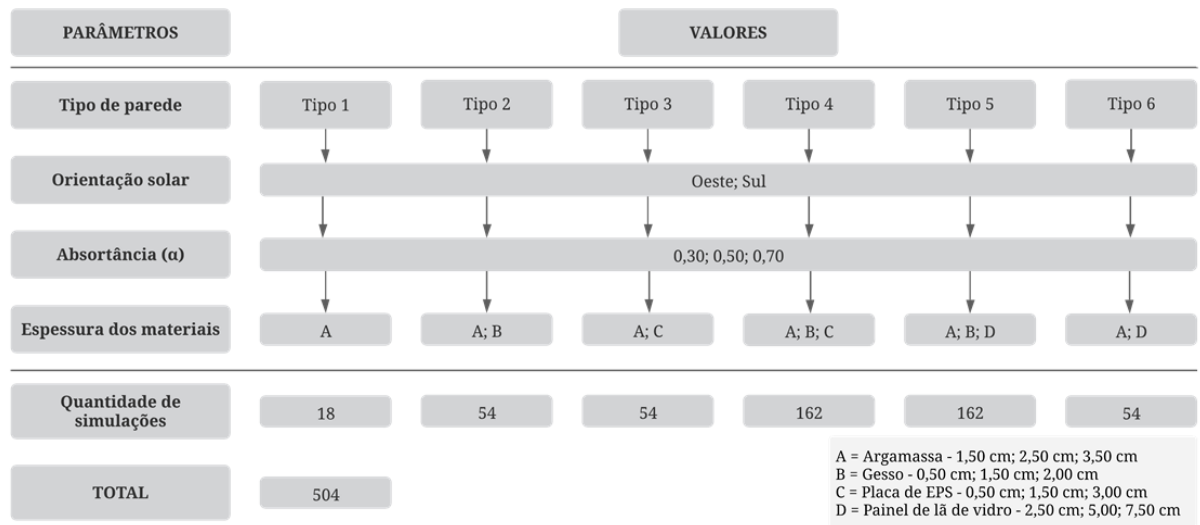 PARÂMETROS
VALORES
Tipo de parede
Tipo 1
Tipo 2
Tipo 3
Tipo 4
Tipo 5
Tipo 6
Orientação solar
Oeste; Sul
Absortância (α)
0,30; 0,50; 0,70
Espessura dos materiais
A
A; B
A; C
A; B; C
A; B; D
A; D
Quantidade de
simulações
18
54
54
162
162
54
TOTAL
504
A = Argamassa - 1,50 cm; 2,50 cm; 3,50 cm
B = Gesso - 0,50 cm; 1,50 cm; 2,00 cm
C = Placa de EPS - 0,50 cm; 1,50 cm; 3,00 cm
D = Painel de lã de vidro - 2,50 cm; 5,00; 7,50 cm